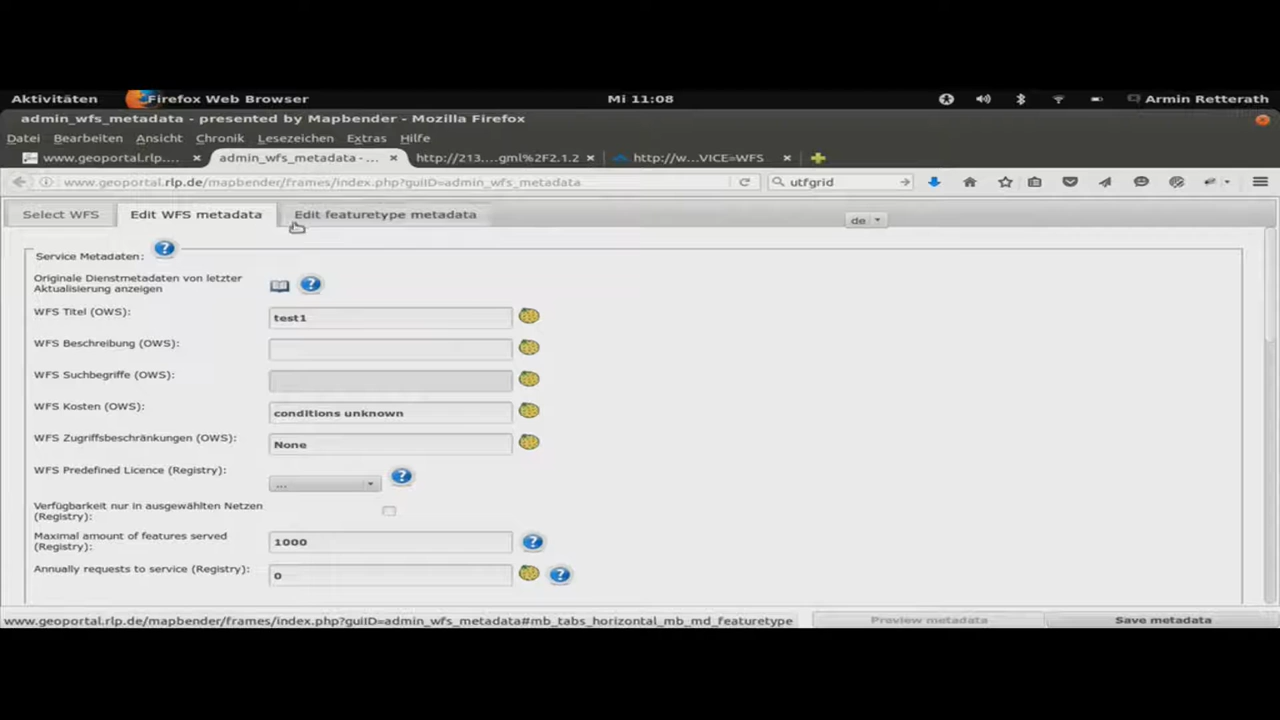 Aktivitäten Firefox Web Browser Mi 11:08 Armin Retterath
admin_wfs_metadata - presented by Mapbender - Mozilla Firefox
Datei Bearbeiten Ansicht Chronik Lesezeichen Extras Hilfe
www.geoportal.rlp.... admin_wfs_metadata - ... http://213....gml%2F2.1.2 http://w...VICE=WFS
www.geoportal.rlp.de/mapbender/frames/index.php?guiID=admin_wfs_metadata utfgrid
Select WFS Edit WFS metadata Edit featuretype metadata de
Service Metadaten: ?
Originale Dienstmetadaten von letzter
Aktualisierung anzeigen ?
WFS Titel (OWS): test1
WFS Beschreibung (OWS):
WFS Suchbegriffe (OWS):
WFS Kosten (OWS): conditions unknown
WFS Zugriffsbeschränkungen (OWS): None
WFS Predefined Licence (Registry): ... ?
Verfügbarkeit nur in ausgewählten Netzen
(Registry):
Maximal amount of features served
(Registry): 1000 ?
Annually requests to service (Registry): 0 ?
www.geoportal.rlp.de/mapbender/frames/index.php?guiID=admin_wfs_metadata#mb_tabs_horizontal_mb_md_featuretype Preview metadata Save metadata